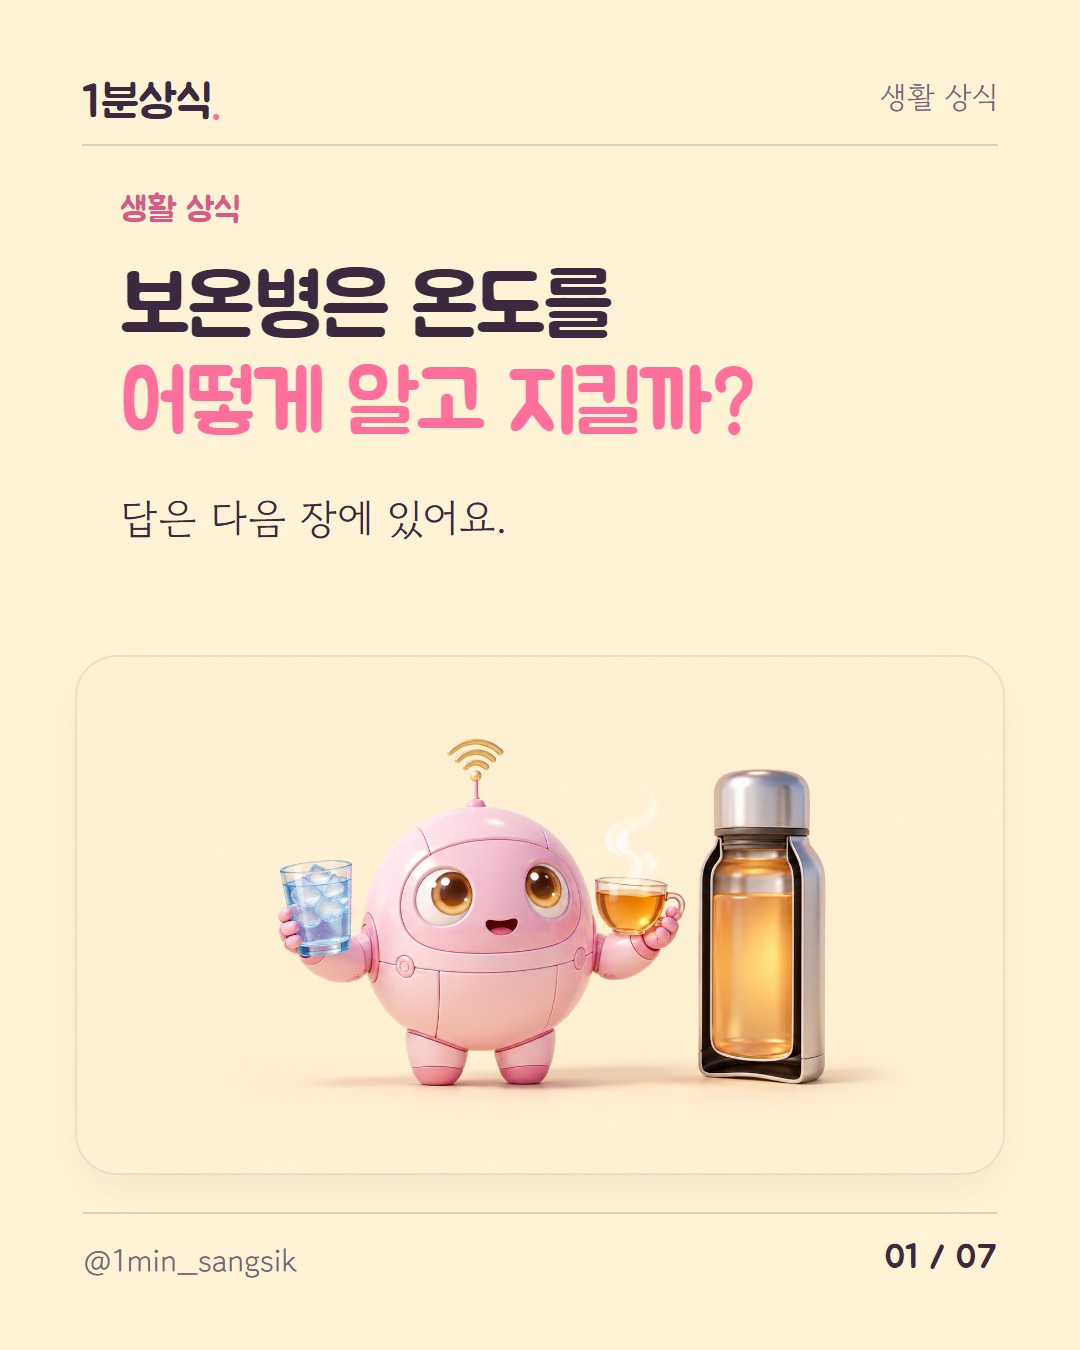 1분상식.
생활 상식
생활 상식
보온병은 온도를
어떻게 알고 지킬까?
답은 다음 장에 있어요.
@1min_sangsik
01 / 07